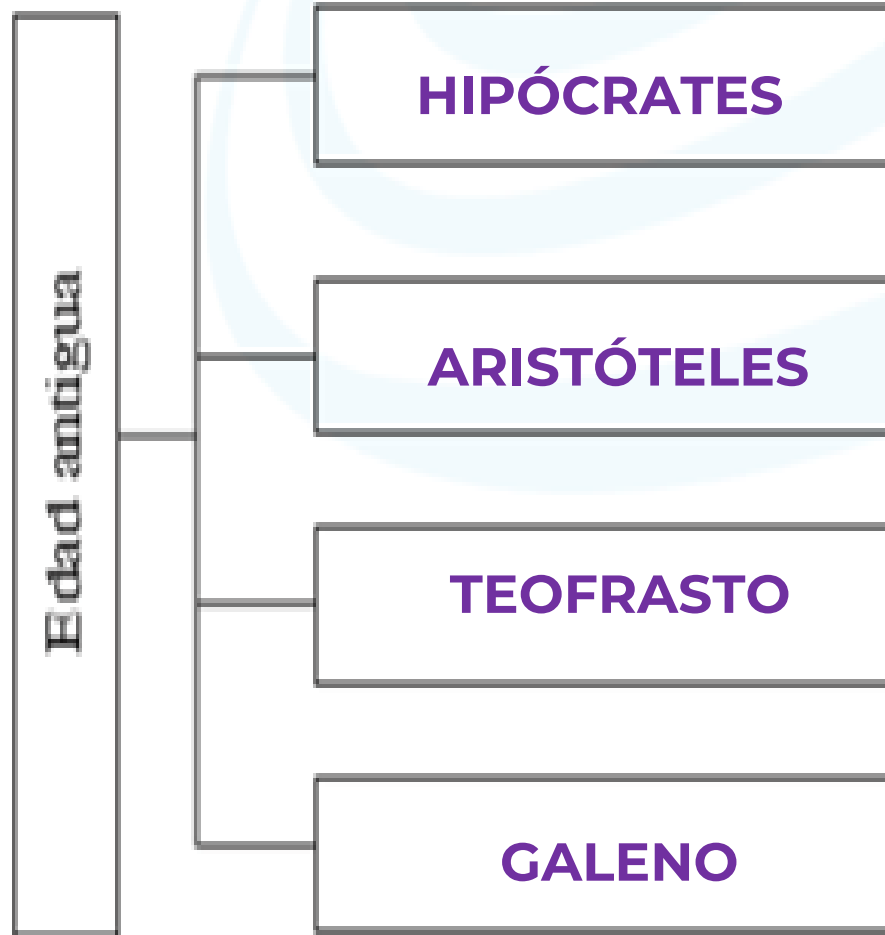 Edad antigua
HIPÓCRATES
ARISTÓTELES
TEOFRASTO
GALENO